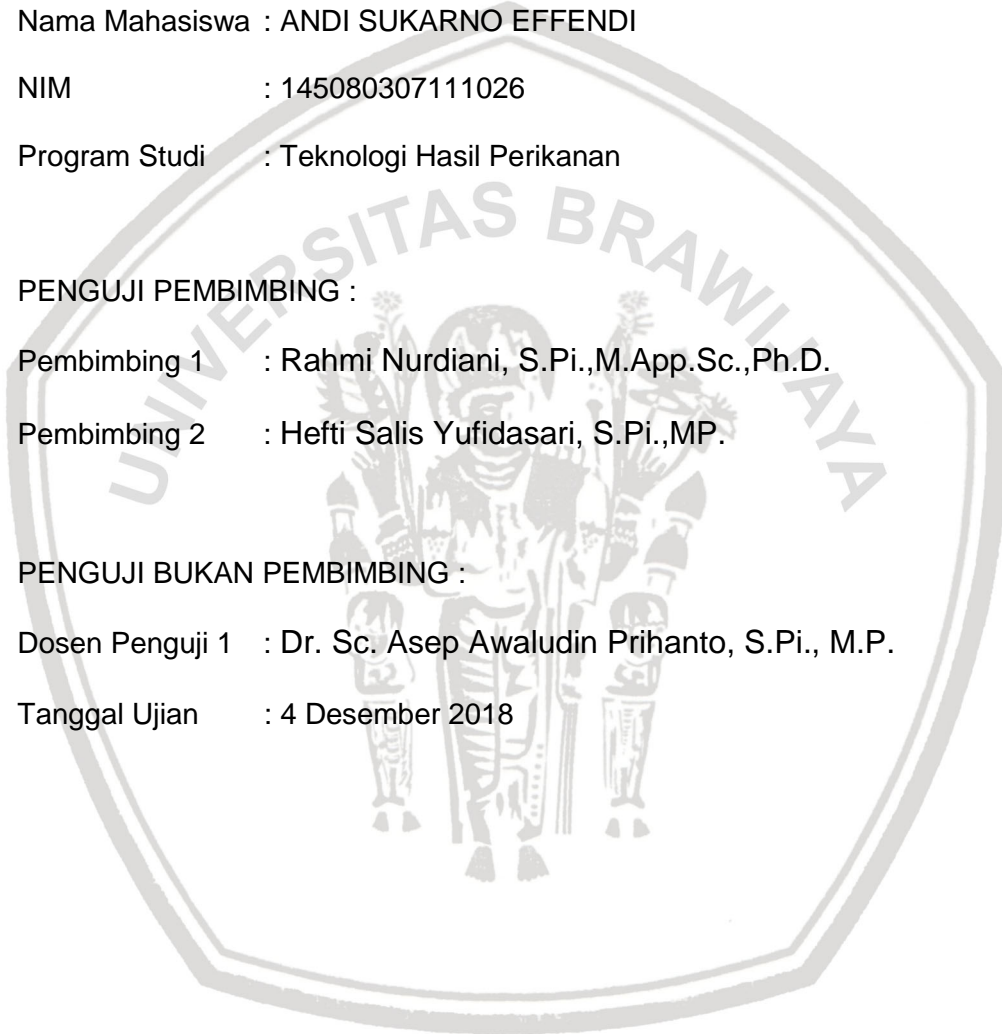 Nama Mahasiswa : ANDI SUKARNO EFFENDI
NIM : 145080307111026
Program Studi : Teknologi Hasil Perikanan
UNIVERSITAS BRAWIJAYA
PENGUJI PEMBIMBING :
Pembimbing 1 : Rahmi Nurdiani, S.Pi.,M.App.Sc.,Ph.D.
Pembimbing 2 : Hefti Salis Yufidasari, S.Pi.,MP.
PENGUJI BUKAN PEMBIMBING :
Dosen Penguji 1 : Dr. Sc. Asep Awaludin Prihanto, S.Pi., M.P.
Tanggal Ujian : 4 Desember 2018